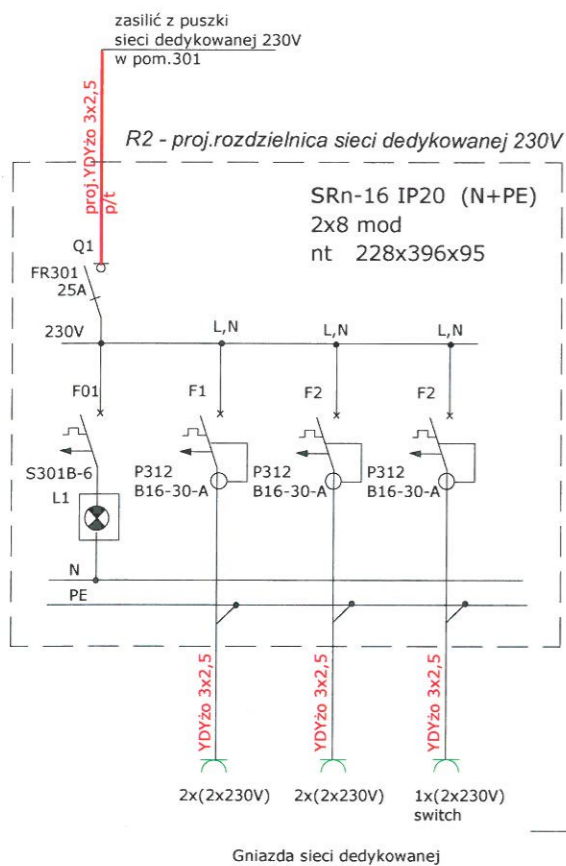 zasilić z puszki
sieci dedykowanej 230V
w pom.301
proj.YDYżo 3x2,5
p/t
R2 - proj.rozdzielnica sieci dedykowanej 230V
SRn-16 IP20 (N+PE)
2x8 mod
nt 228x396x95
Q1
FR301
25A
230V
L,N
L,N
L,N
F01
F1
F2
F2
S301B-6
P312
B16-30-A
P312
B16-30-A
P312
B16-30-A
L1
N
PE
YDYżo 3x2,5
YDYżo 3x2,5
YDYżo 3x2,5
2x(2x230V)
2x(2x230V)
1x(2x230V)
switch
Gniazda sieci dedykowanej